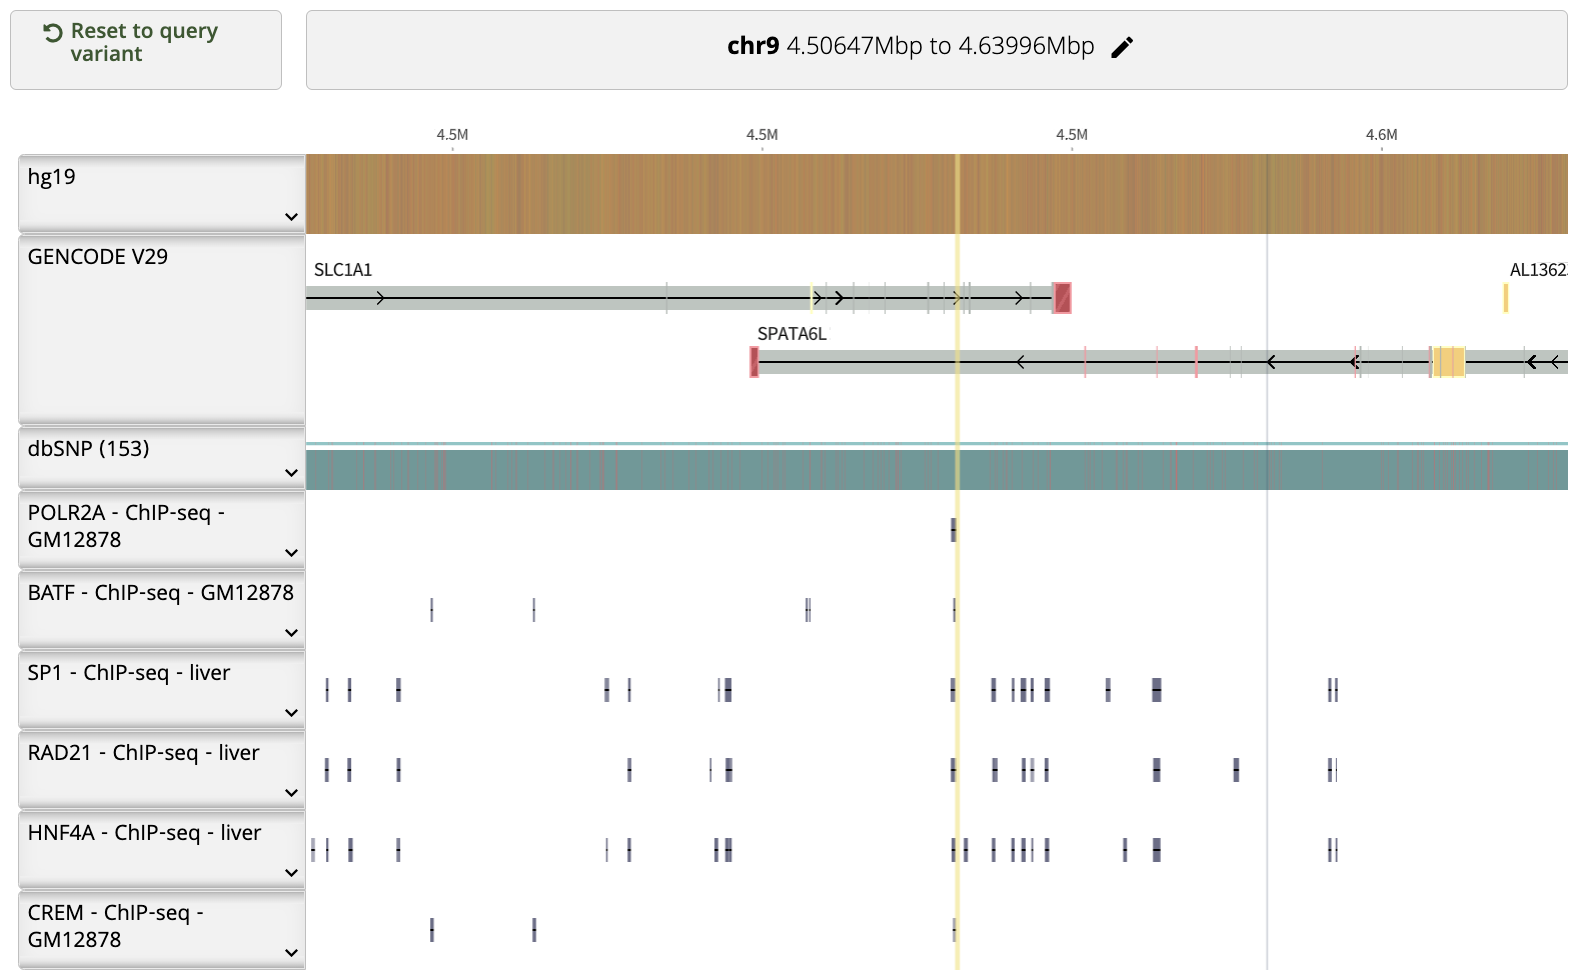 Reset to query
variant
chr9 4.50647Mbp to 4.63996Mbp
4.5M 4.5M 4.5M 4.6M
hg19
GENCODE V29
SLC1A1
AL1362
SPATA6L
dbSNP (153)
POLR2A - ChIP-seq -
GM12878
BATF - ChIP-seq - GM12878
SP1 - ChIP-seq - liver
RAD21 - ChIP-seq - liver
HNF4A - ChIP-seq - liver
CREM - ChIP-seq -
GM12878